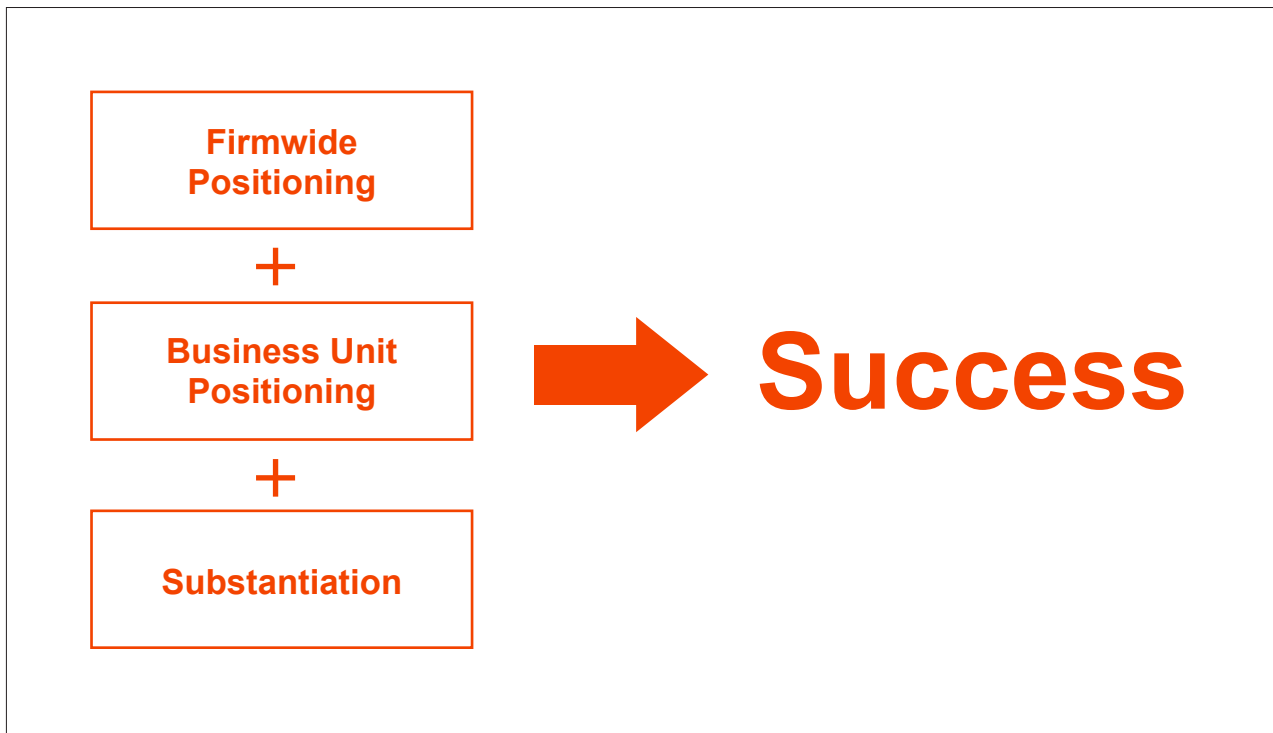 Firmwide
Positioning
+
Business Unit
Positioning
+
Substantiation
Success